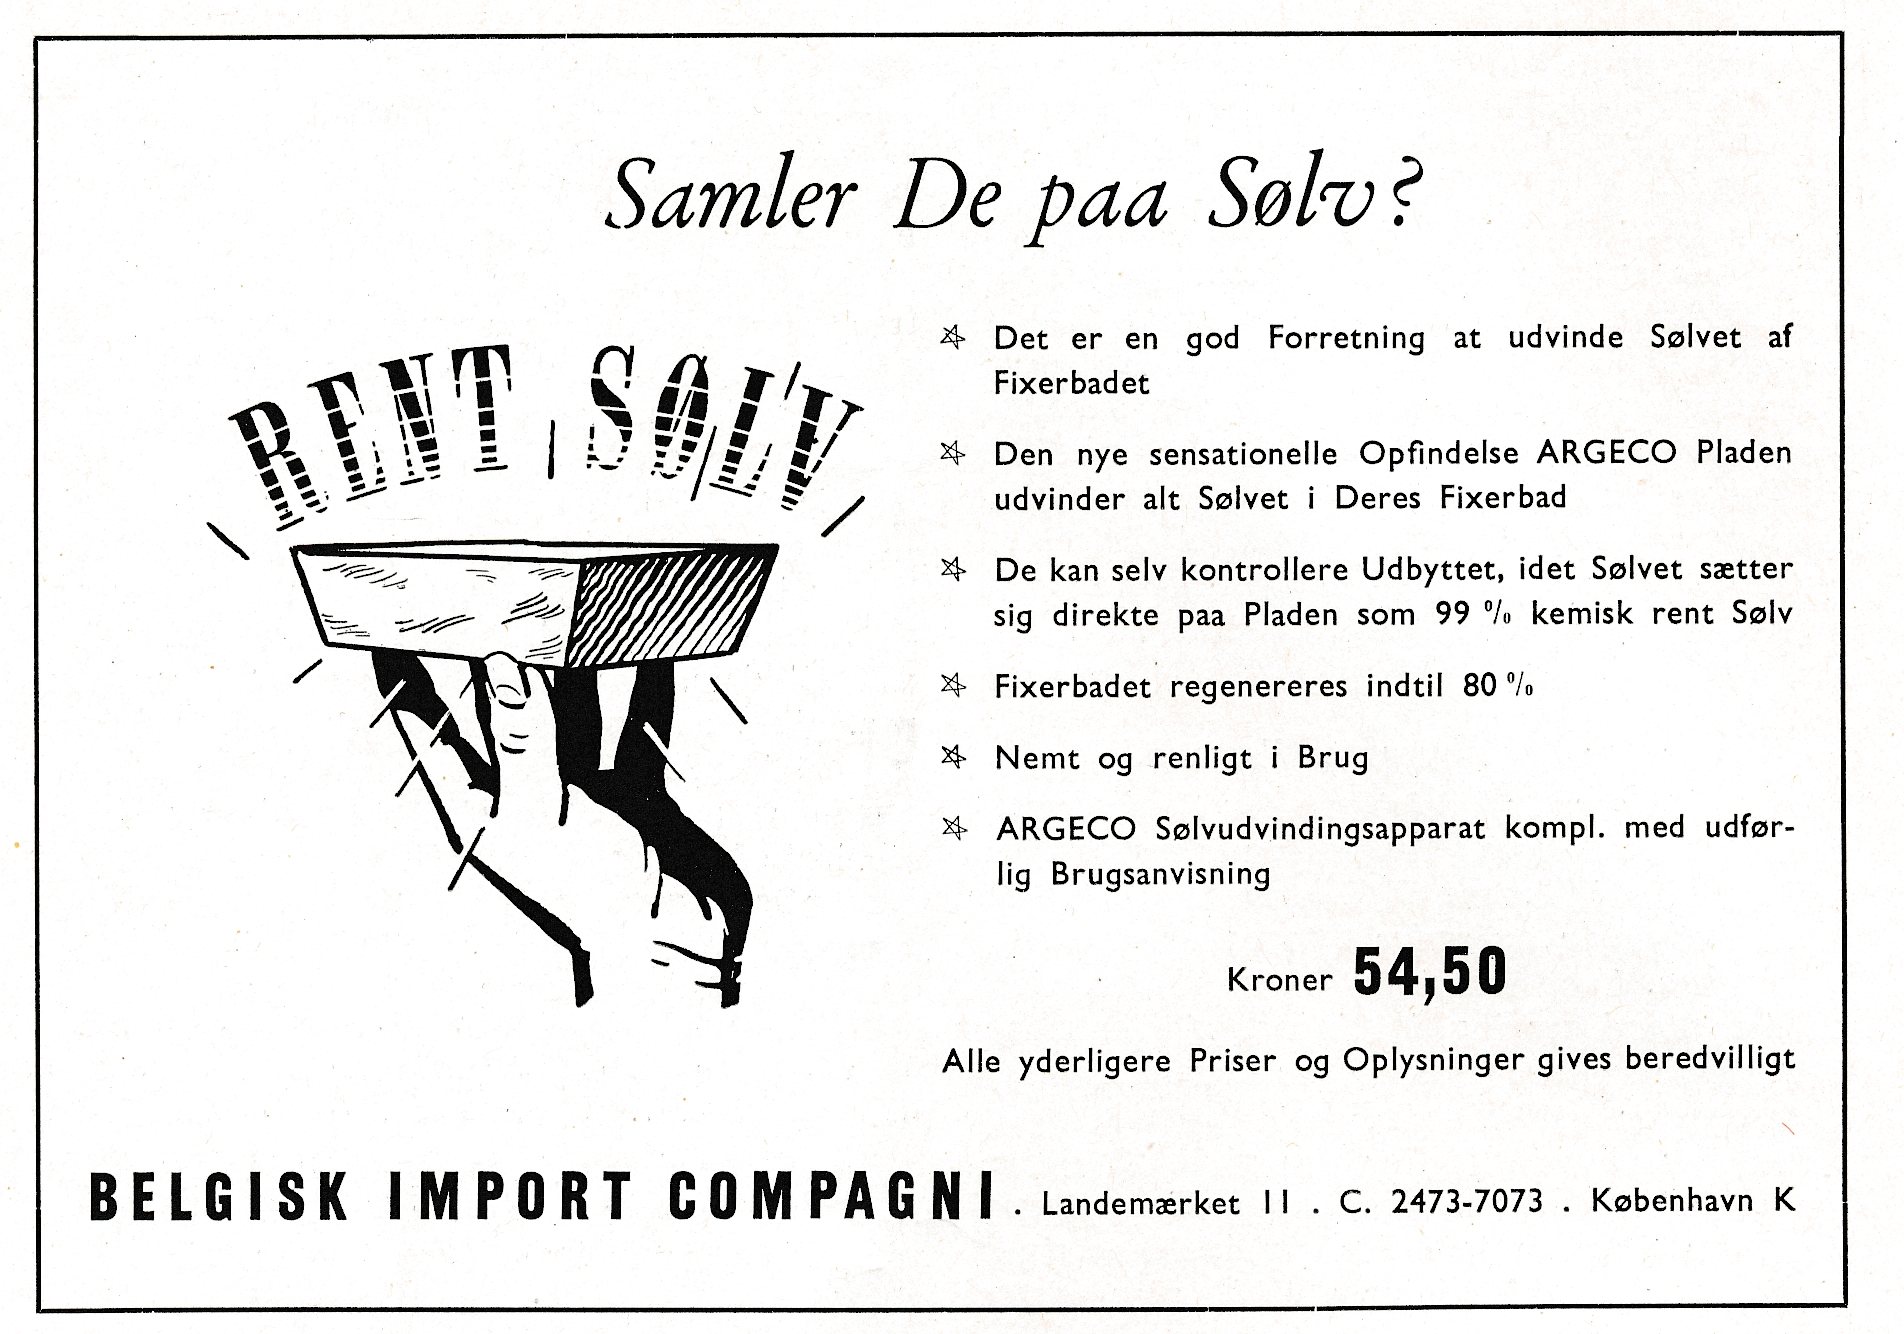 Samler De paa Sølv?
RENT SØLV
Det er en god Forretning at udvinde Sølvet af
Fixerbadet
Den nye sensationelle Opfindelse ARGECO Pladen
udvinder alt Sølvet i Deres Fixerbad
De kan selv kontrollere Udbyttet, idet Sølvet sætter
sig direkte paa Pladen som 99 % kemisk rent Sølv
Fixerbadet regenereres indtil 80 %
Nemt og renligt i Brug
ARGECO Sølvudvindingsapparat kompl. med udfør-
lig Brugsanvisning
Kroner 54,50
Alle yderligere Priser og Oplysninger gives beredvilligt
BELGISK IMPORT COMPAGNI . Landemærket 11 . C. 2473-7073 . København K